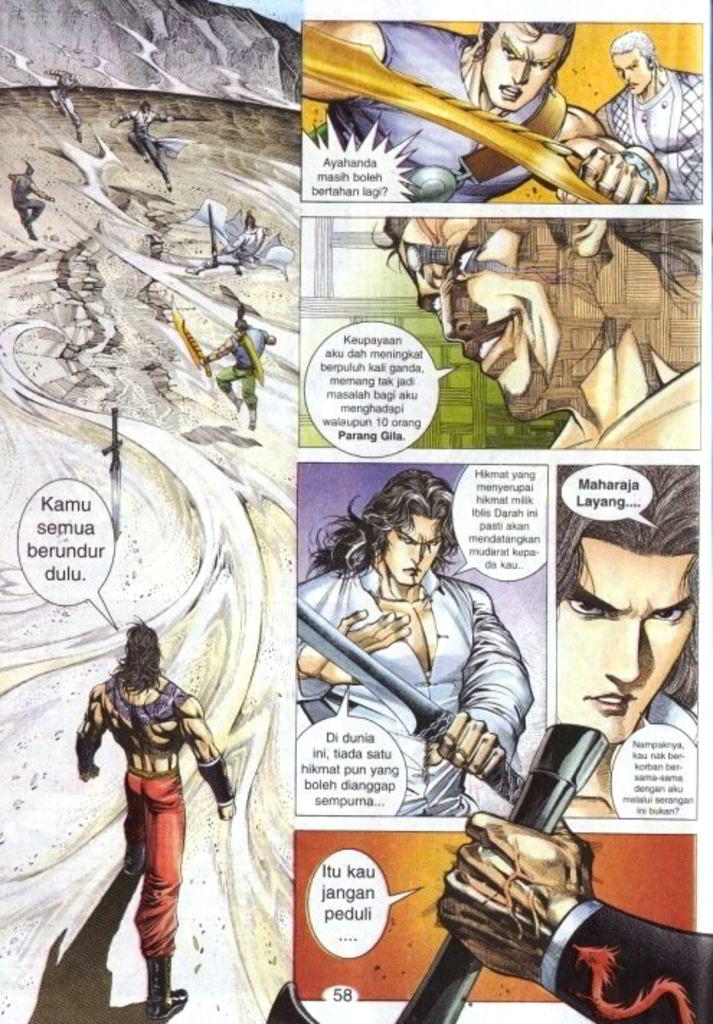 Kamu
semua
berundur
dulu.
Ayahanda
masih boleh
bertahan lagi?
Keupayaan
aku dah meningkat
berpuluh kali ganda,
memang tak jadi
masalah bagi aku
menghadapi
walaupun 10 orang
Parang Gila.
Hikmat yang
menyerupai
hikmat milik
Iblis Darah ini
pasti akan
mendatangkan
mudarat kepa-
da kau..
Di dunia
ini, tiada satu
hikmat pun yang
boleh dianggap
sempurna...
Maharaja
Layang....
Nampaknya,
kau nak ber-
korban ber-
sama-sama
dengan aku
melalui serangan
ini bukan?
Itu kau
jangan
peduli
....
58